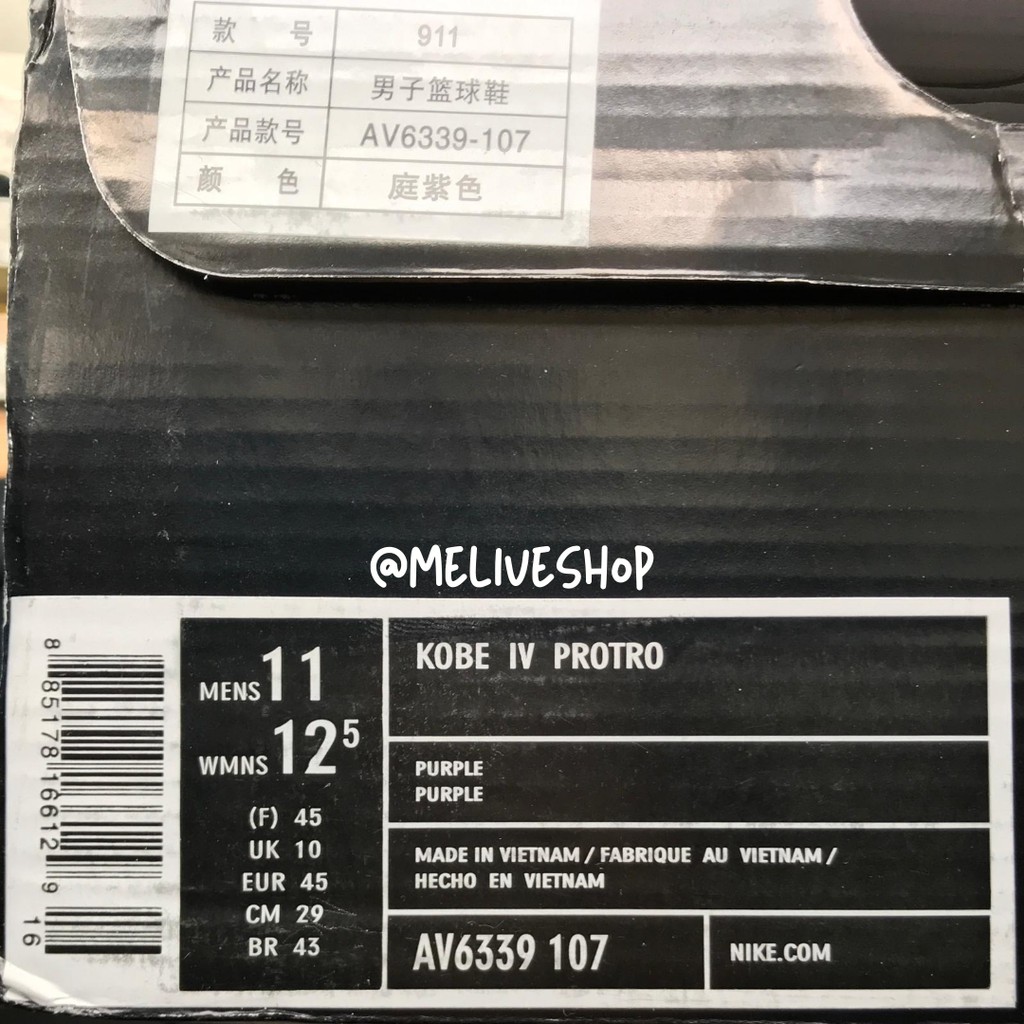 款 号 911
产品名称 男子篮球鞋
产品款号 AV6339-107
颜 色 庭紫色
@MELIVESHOP
8 85178 16612 9 16
MENS 11
WMNS 12⁵
(F) 45
UK 10
EUR 45
CM 29
BR 43
KOBE IV PROTRO
PURPLE
PURPLE
MADE IN VIETNAM / FABRIQUE AU VIETNAM /
HECHO EN VIETNAM
AV6339 107
NIKE.COM